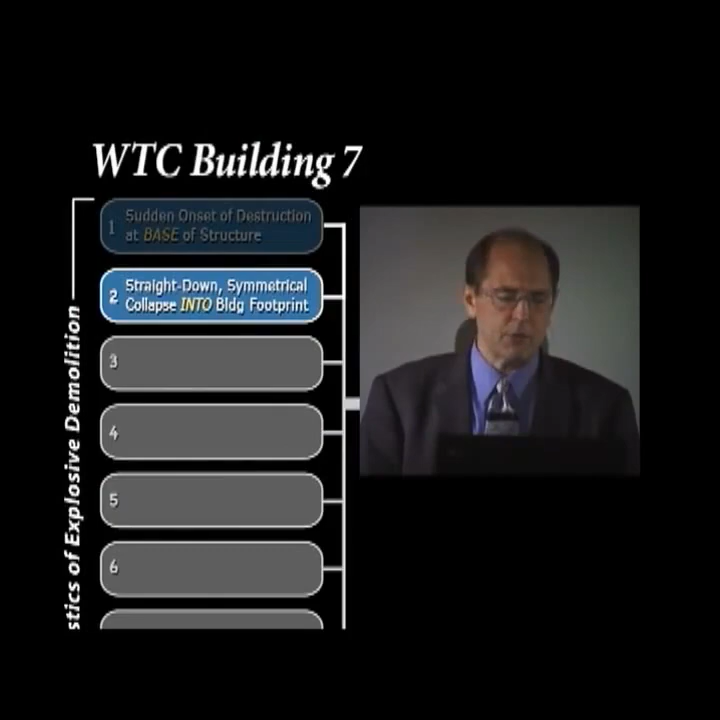 WTC Building 7
1 Sudden Onset of Destruction
at BASE of Structure
2 Straight-Down, Symmetrical
Collapse INTO Bldg Footprint
3
4
5
6
stics of Explosive Demolition